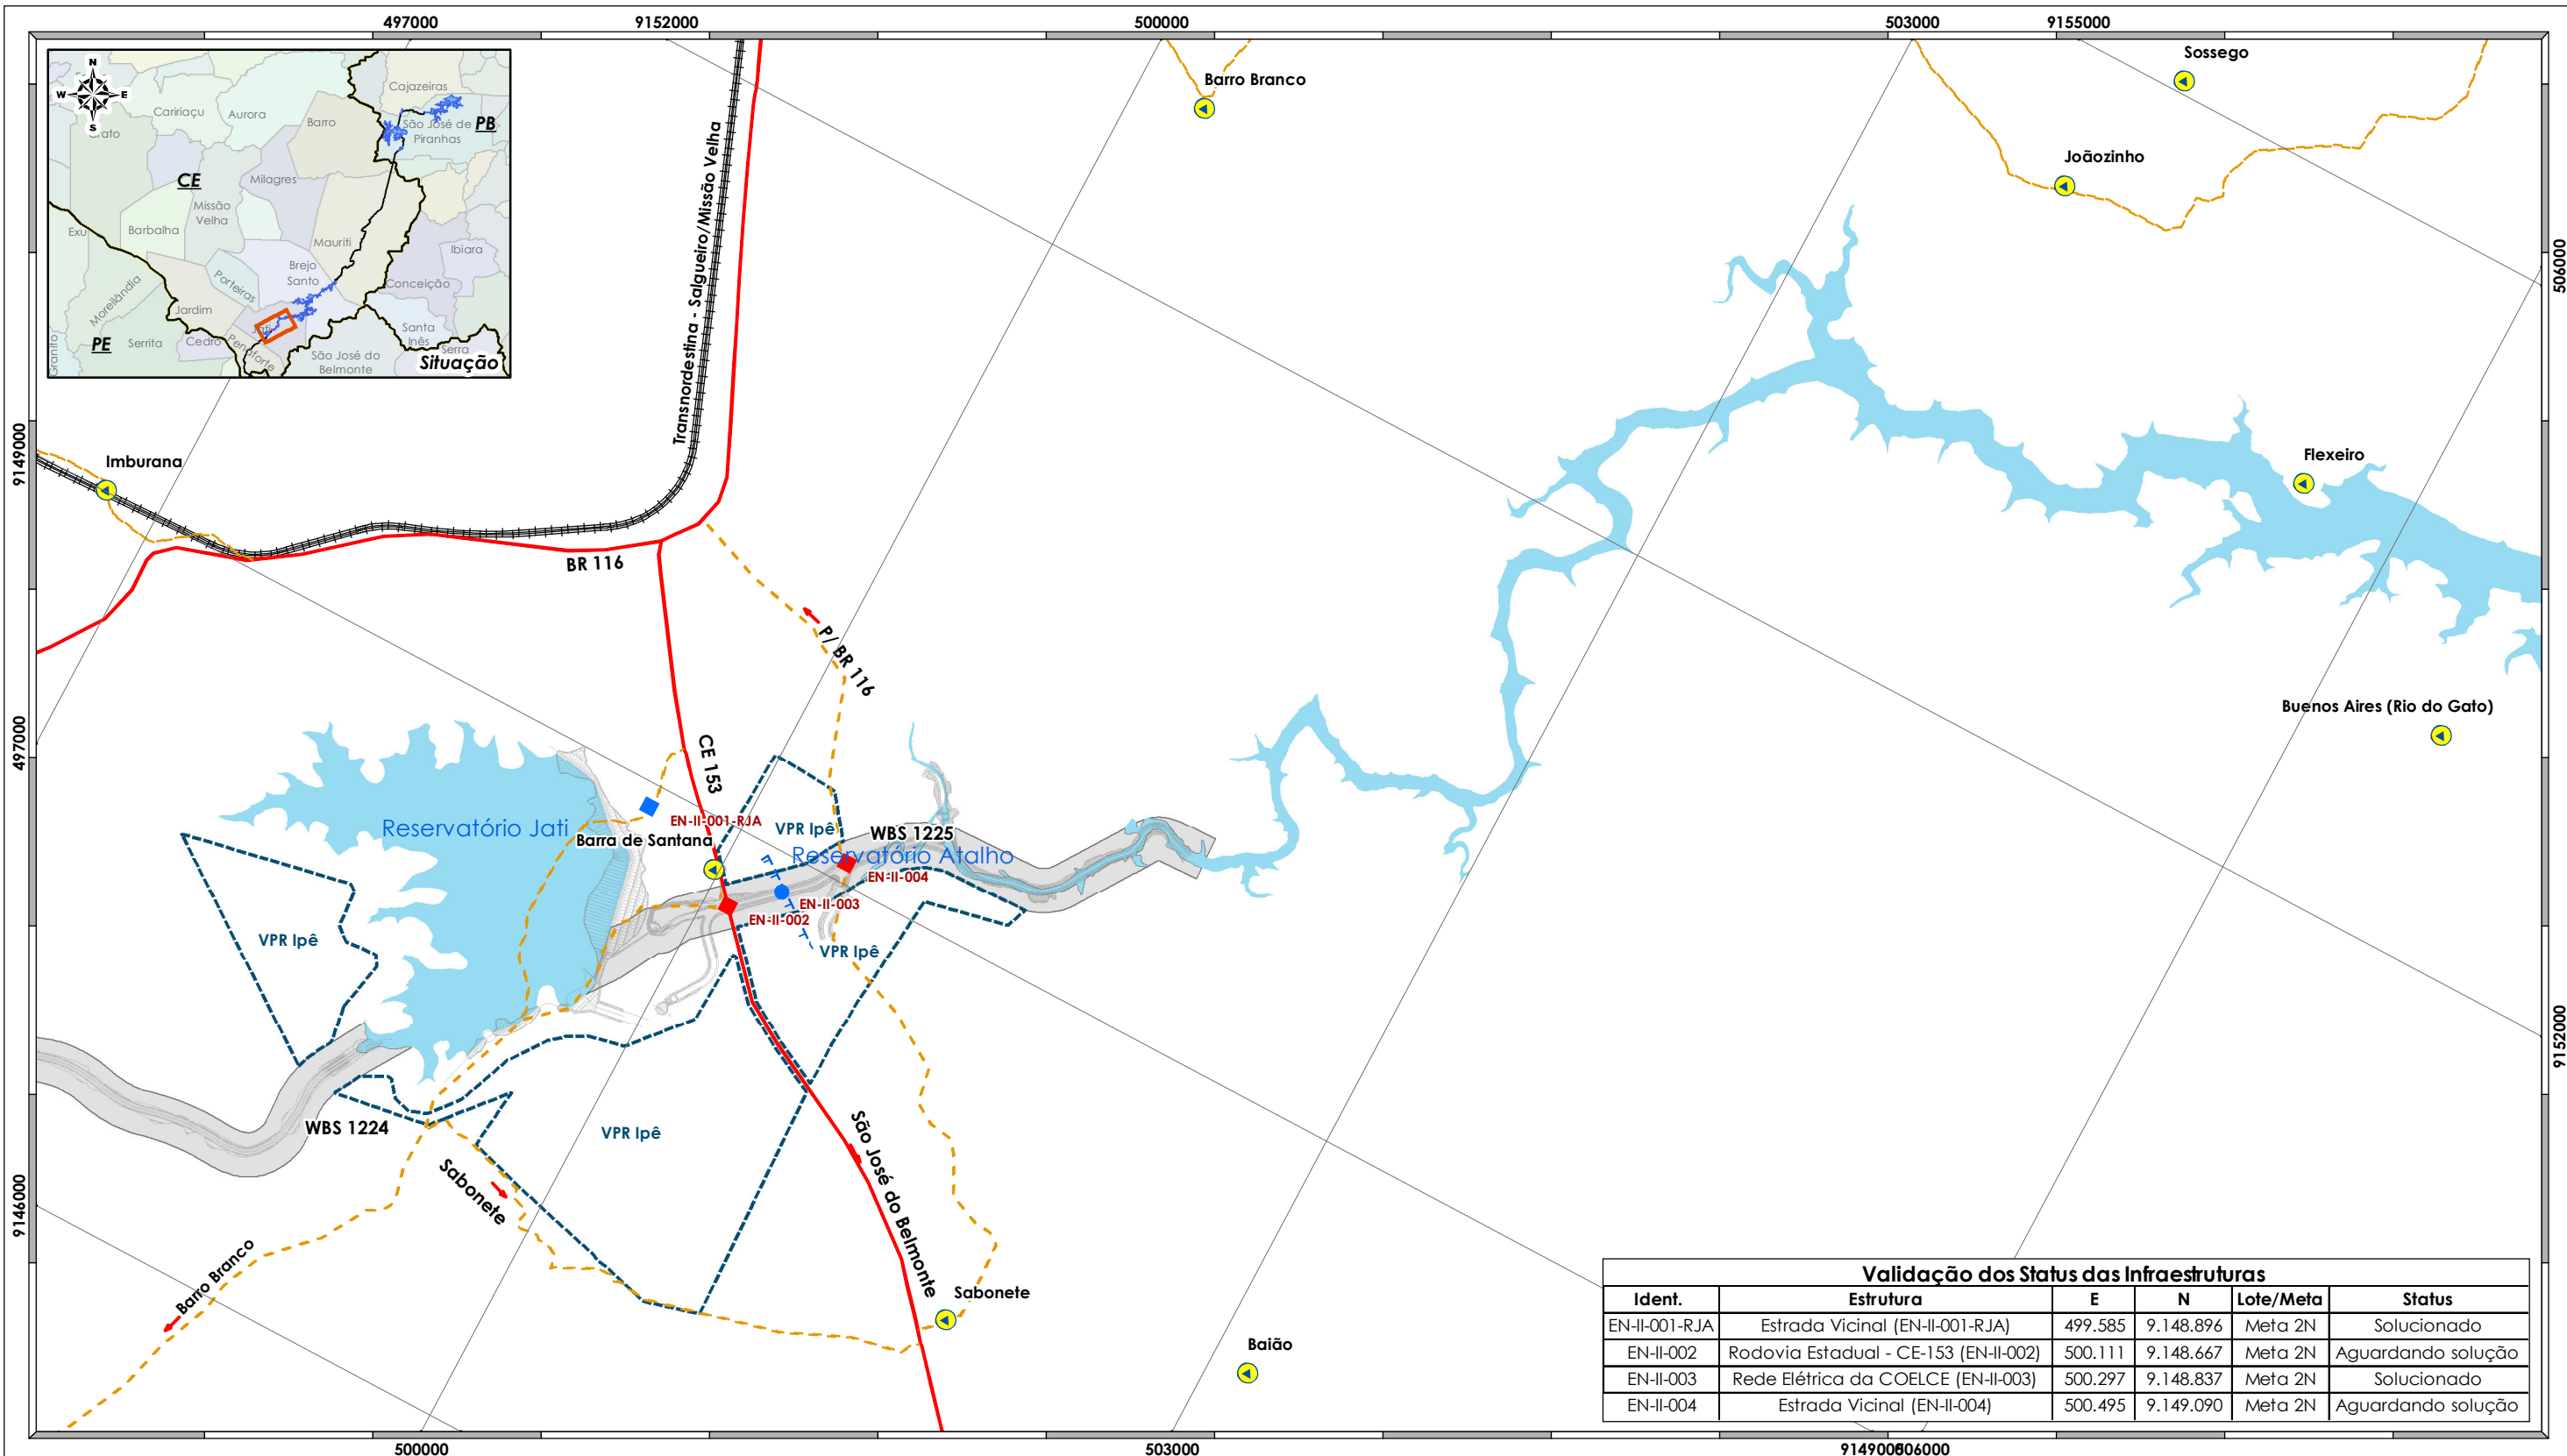 497000
9152000
500000
503000
9155000
N
W
E
S
Cajazeiras
Caririaçu
Aurora
Barro
São José de
Piranhas
PB
CE
Milagres
Missão
Velha
Exu
Barbalha
Mauriti
Ibiara
Brejo
Santo
Porteiras
Conceição
Moreilândia
Jardim
Jati
Santa
Inês
PE
Serrita
Cedro
Penaforte
São José do
Belmonte
Serra
Granito
Situação
Transnordestina - Salgueiro/Missão Velha
Barro Branco
Sossego
Joãozinho
506000
9149000
Imburana
Flexeiro
BR 116
P/ BR 116
Buenos Aires (Rio do Gato)
497000
CE 153
EN-II-001-RJA
Reservatório Jati
Barra de Santana
VPR Ipê
WBS 1225
Reservatório Atalho
EN-II-004
EN-II-003
EN-II-002
VPR Ipê
VPR Ipê
9152000
WBS 1224
VPR Ipê
São José do Belmonte
Sabonete
9146000
Barro Branco
Sabonete
Baião
Validação dos Status das Infraestruturas
Ident. Estrutura E N Lote/Meta Status
EN-II-001-RJA Estrada Vicinal (EN-II-001-RJA) 499.585 9.148.896 Meta 2N Solucionado
EN-II-002 Rodovia Estadual - CE-153 (EN-II-002) 500.111 9.148.667 Meta 2N Aguardando solução
EN-II-003 Rede Elétrica da COELCE (EN-II-003) 500.297 9.148.837 Meta 2N Solucionado
EN-II-004 Estrada Vicinal (EN-II-004) 500.495 9.149.090 Meta 2N Aguardando solução
500000
503000
9149000
506000